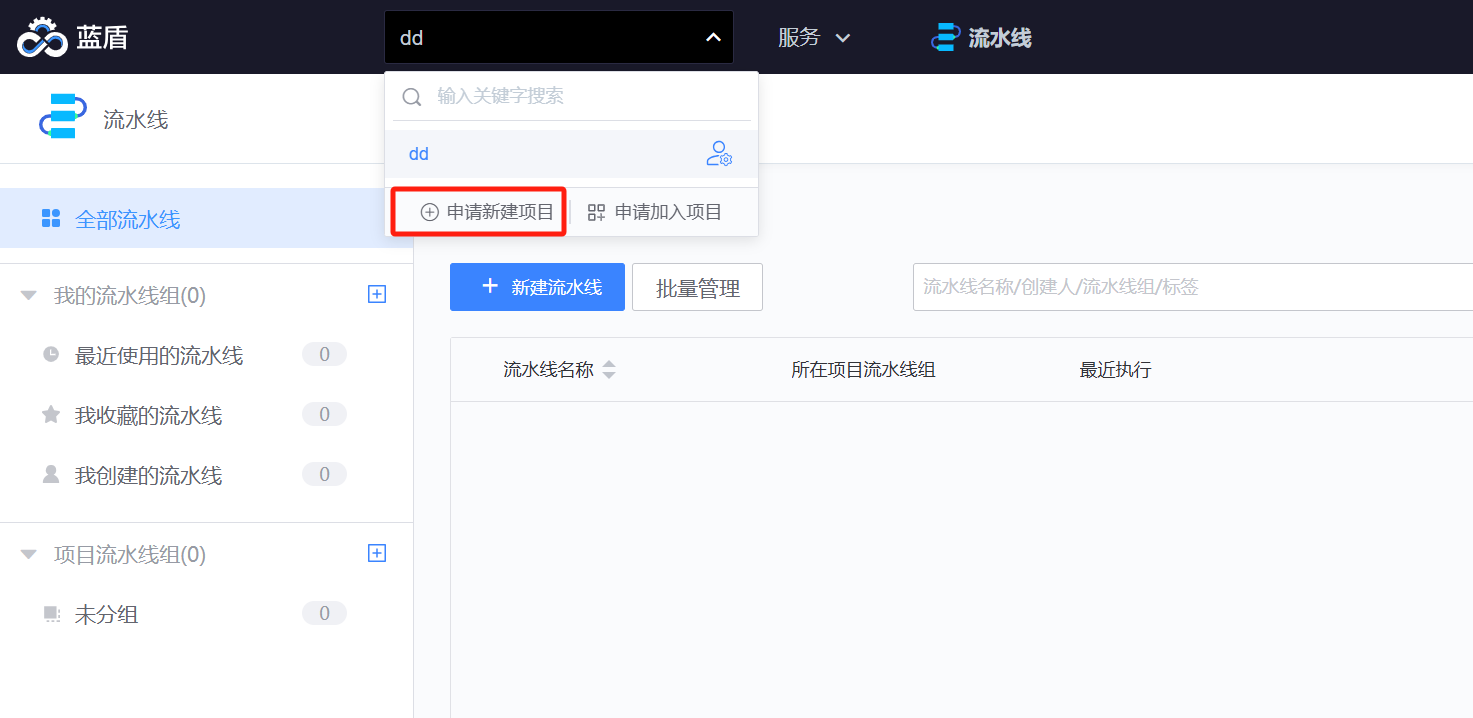 蓝盾
dd
服务
流水线
流水线
输入关键字搜索
dd
申请新建项目
申请加入项目
全部流水线
我的流水线组(0)
最近使用的流水线 0
我收藏的流水线 0
我创建的流水线 0
项目流水线组(0)
未分组 0
新建流水线
批量管理
流水线名称/创建人/流水线组/标签
流水线名称
所在项目流水线组
最近执行